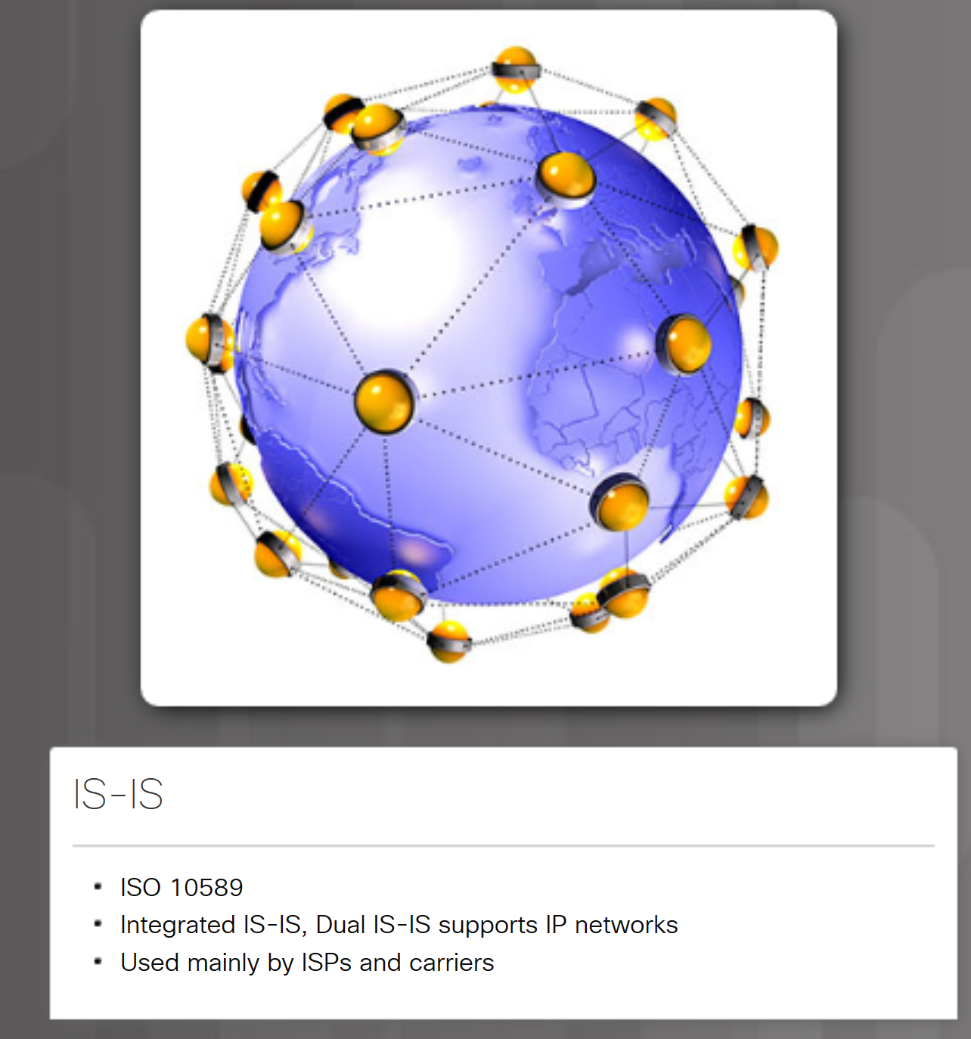 IS-IS
ISO 10589
Integrated IS-IS, Dual IS-IS supports IP networks
Used mainly by ISPs and carriers